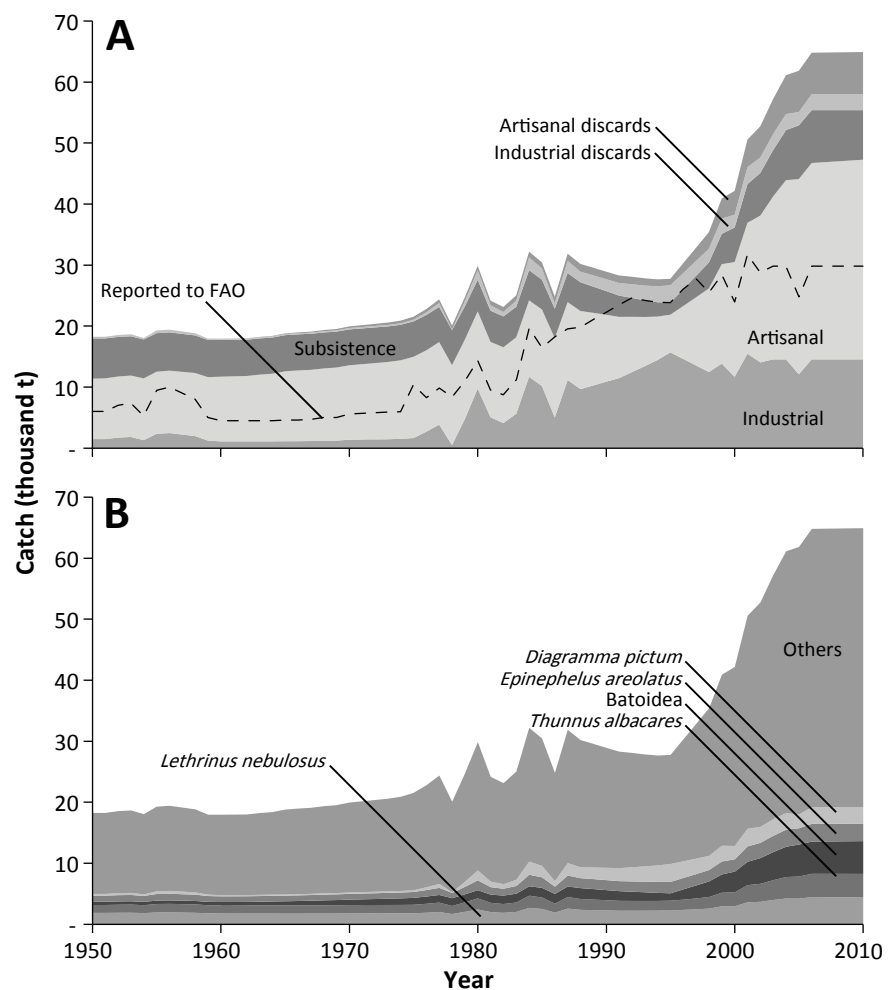 A
70
60
50
40
30
20
10
-
Artisanal discards
Industrial discards
Reported to FAO
Subsistence
Artisanal
Industrial
Catch (thousand t)
B
70
60
50
40
30
20
10
-
Others
Diagramma pictum
Epinephelus areolatus
Batoidea
Thunnus albacares
Lethrinus nebulosus
1950 1960 1970 1980 1990 2000 2010
Year